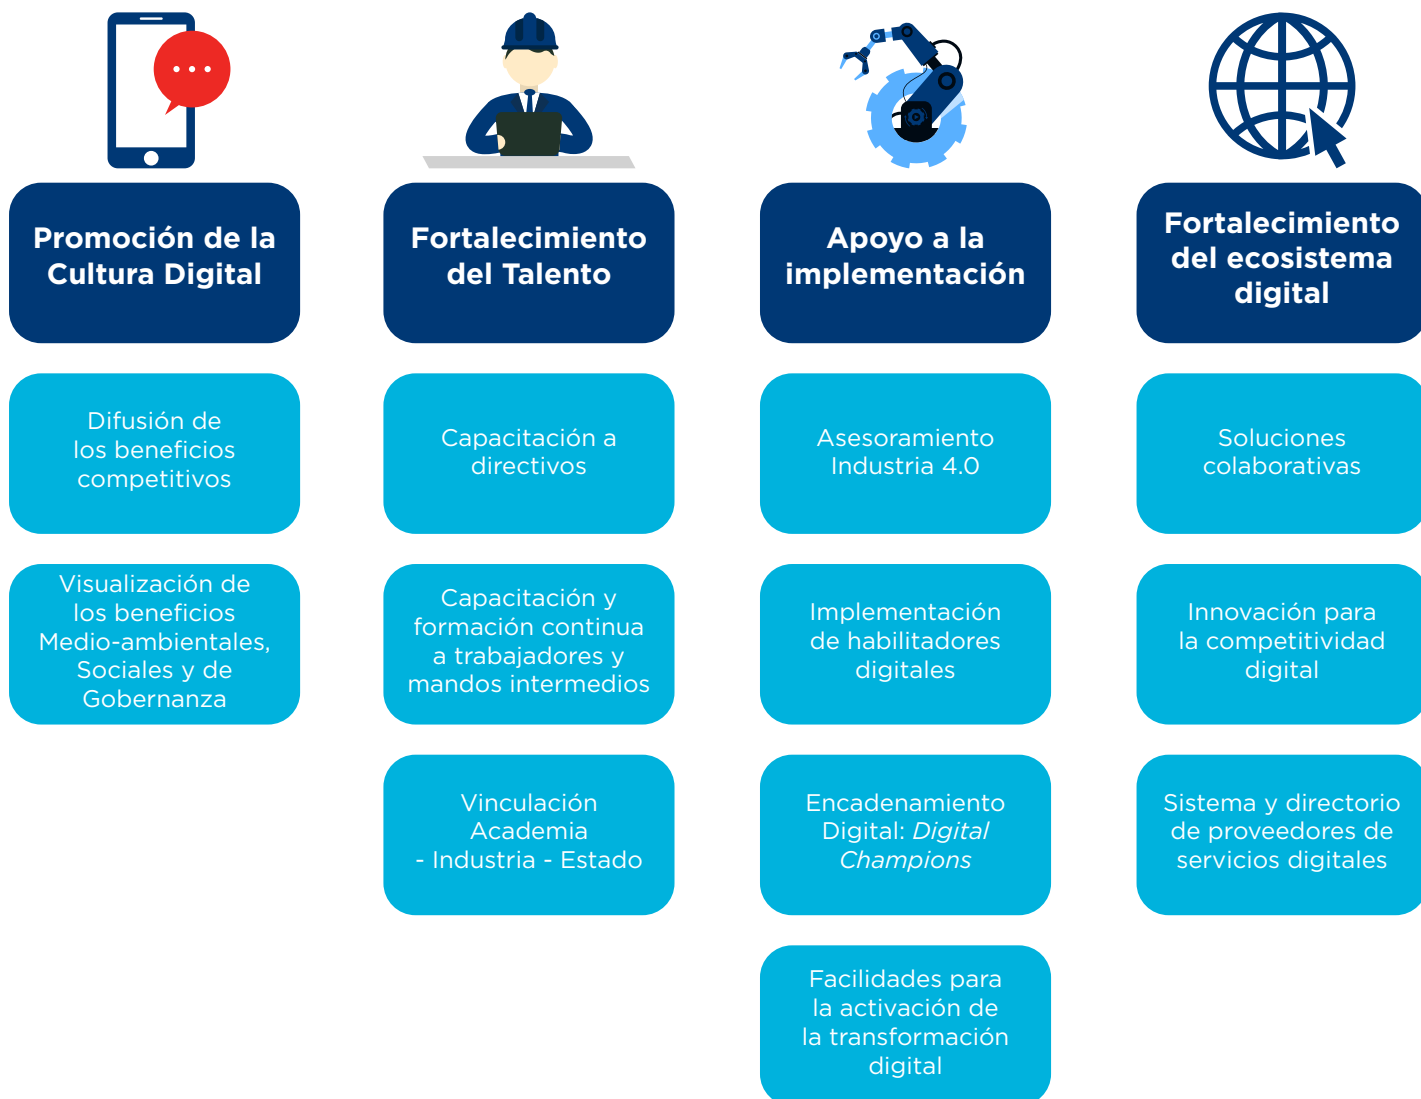 Promoción de la
Cultura Digital
Difusión de
los beneficios
competitivos
Visualización de
los beneficios
Medio-ambientales,
Sociales y de
Gobernanza
Fortalecimiento
del Talento
Capacitación a
directivos
Capacitación y
formación continua
a trabajadores y
mandos intermedios
Vinculación
Academia
- Industria - Estado
Apoyo a la
implementación
Asesoramiento
Industria 4.0
Implementación
de habilitadores
digitales
Encadenamiento
Digital: Digital
Champions
Facilidades para
la activación de
la transformación
digital
Fortalecimiento
del ecosistema
digital
Soluciones
colaborativas
Innovación para
la competitividad
digital
Sistema y directorio
de proveedores de
servicios digitales